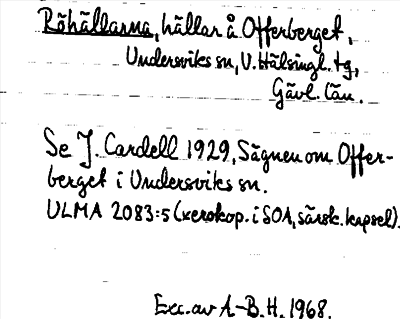 Röhällarna, hällar å Offerberget,
Undersviks sn, V. Hälsingl. tg,
Gävl. län.
Se J. Cardell 1929, Sägnen om Offer-
berget i Undersviks sn.
ULMA 2083:5 (xerokop. i SOA, särsk. kapsel).
Exc. av A-B. H. 1968.